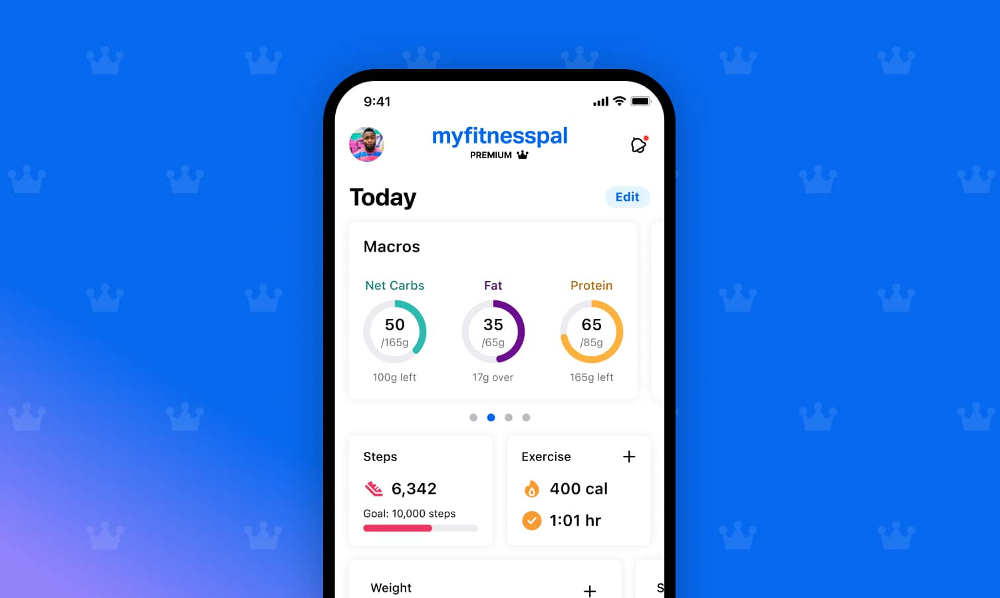 9:41
myfitnesspal
PREMIUM
Today
Edit
Macros
Net Carbs Fat Protein
50 35 65
/165g /65g /85g
100g left 17g over 165g left
Steps
6,342
Goal: 10,000 steps
Exercise
400 cal
1:01 hr
Weight
S